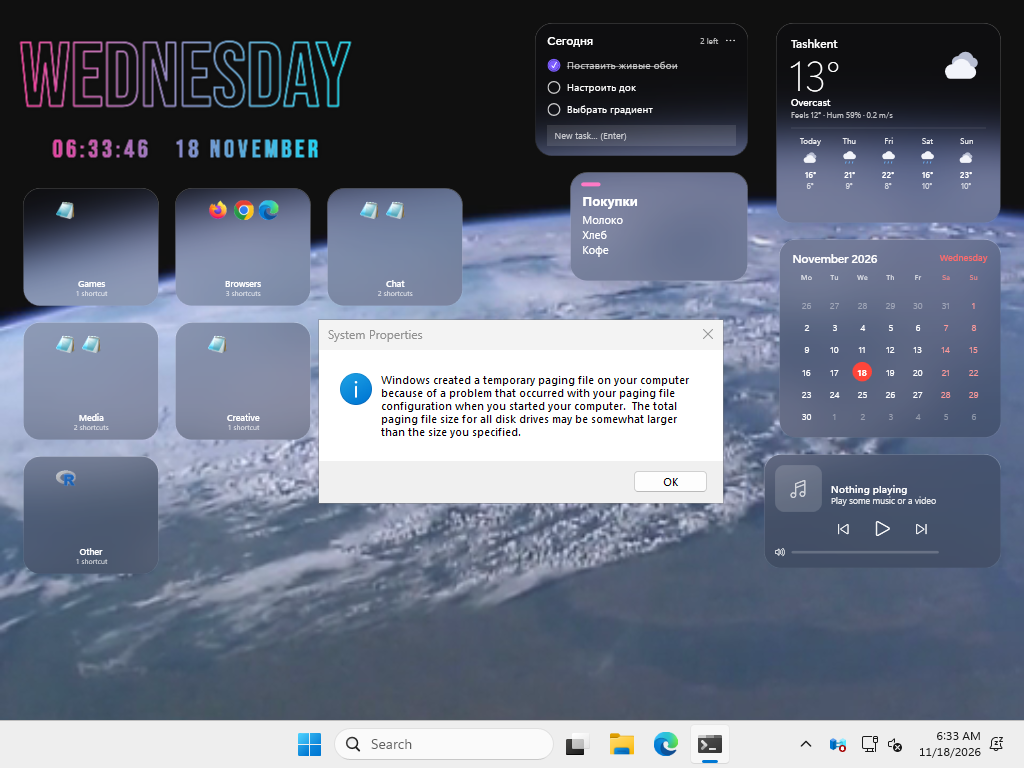 WEDNESDAY
06:33:46 18 NOVEMBER
Games
1 shortcut
Browsers
3 shortcuts
Chat
2 shortcuts
Media
2 shortcuts
Creative
1 shortcut
Other
1 shortcut
Сегодня 2 left ...
Поставить живые обои
Настроить док
Выбрать градиент
New task... (Enter)
Покупки
Молоко
Хлеб
Кофе
Tashkent
13°
Overcast
Feels 12° · Hum 59% · 0.2 m/s
Today Thu Fri Sat Sun
16° 21° 22° 16° 23°
6° 9° 8° 10° 10°
November 2026 Wednesday
Mo Tu We Th Fr Sa Su
26 27 28 29 30 31 1
2 3 4 5 6 7 8
9 10 11 12 13 14 15
16 17 18 19 20 21 22
23 24 25 26 27 28 29
30 1 2 3 4 5 6
Nothing playing
Play some music or a video
System Properties
Windows created a temporary paging file on your computer
because of a problem that occurred with your paging file
configuration when you started your computer. The total
paging file size for all disk drives may be somewhat larger
than the size you specified.
OK
Search
6:33 AM
11/18/2026